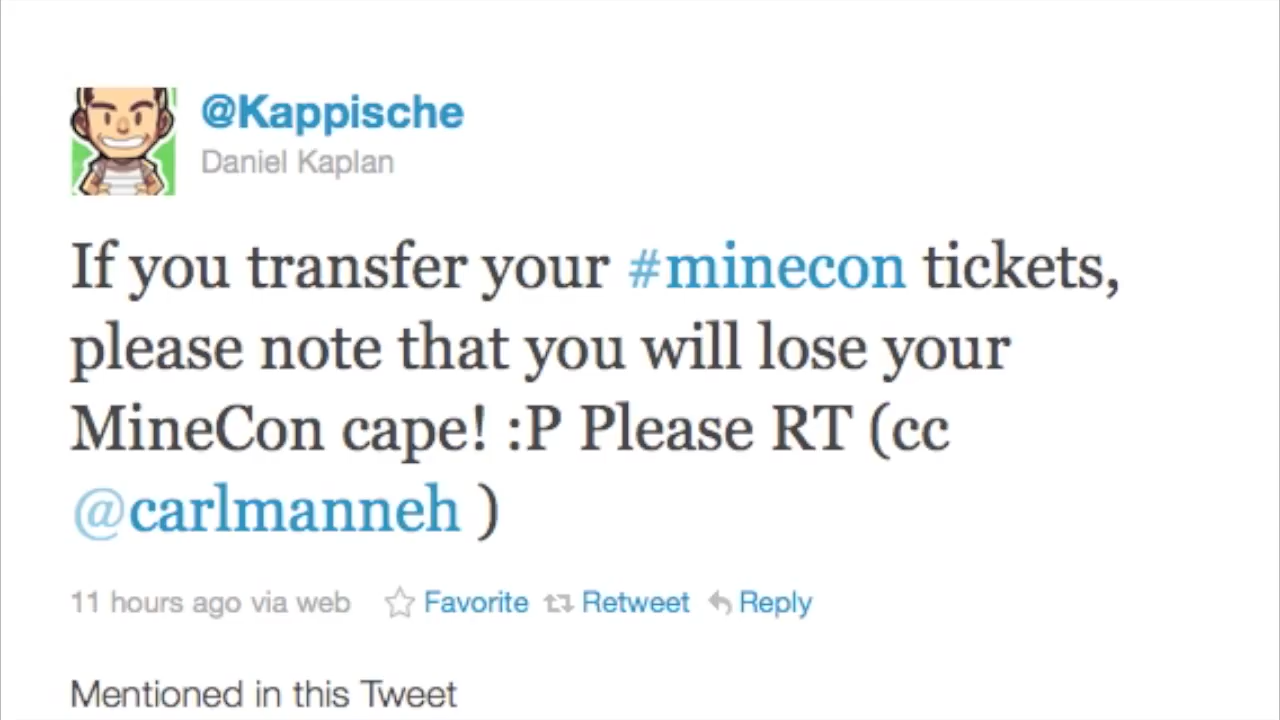 @Kappische
Daniel Kaplan
If you transfer your #minecon tickets,
please note that you will lose your
MineCon cape! :P Please RT (cc
@carlmanneh )
11 hours ago via web Favorite Retweet Reply
Mentioned in this Tweet